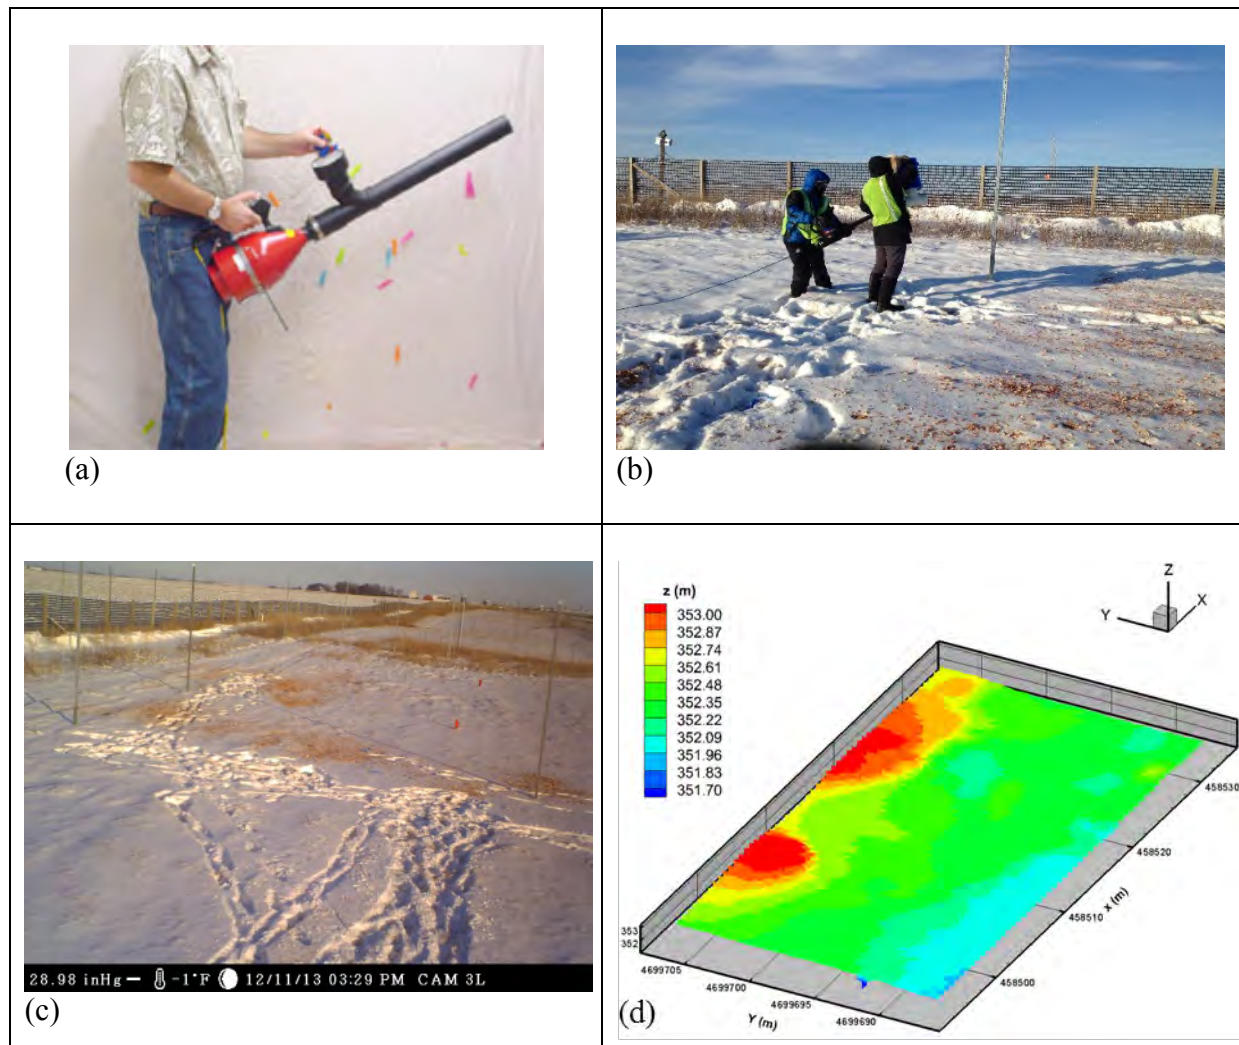 (a)
(b)
28.98 inHg – -1°F 12/11/13 03:29 PM CAM 3L
(c)
z (m)
353.00
352.87
352.74
352.61
352.48
352.35
352.22
352.09
351.96
351.83
351.70
Z
Y
X
458530
458520
x (m)
458510
458500
353
352
4699705
4699700
4699695
4699690
Y (m)
(d)